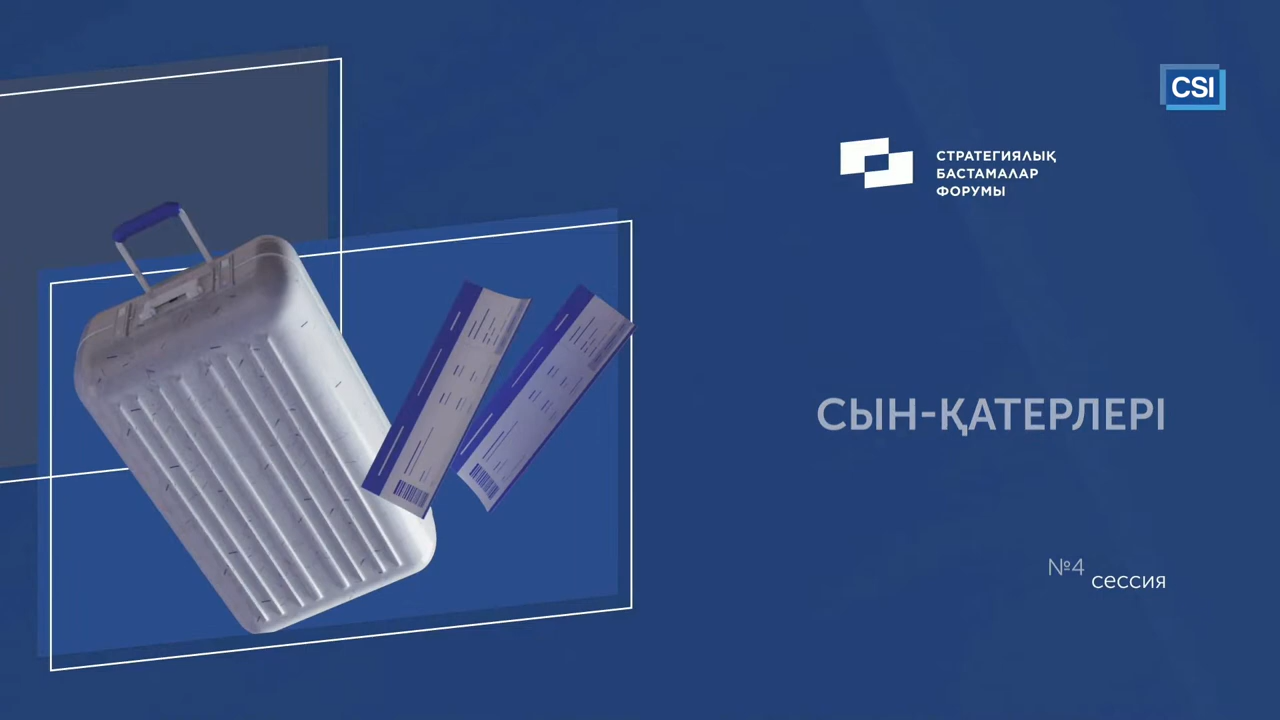 CSI
СТРАТЕГИЯЛЫҚ
БАСТАМАЛАР
ФОРУМЫ
СЫН-ҚАТЕРЛЕРІ
№4
сессия